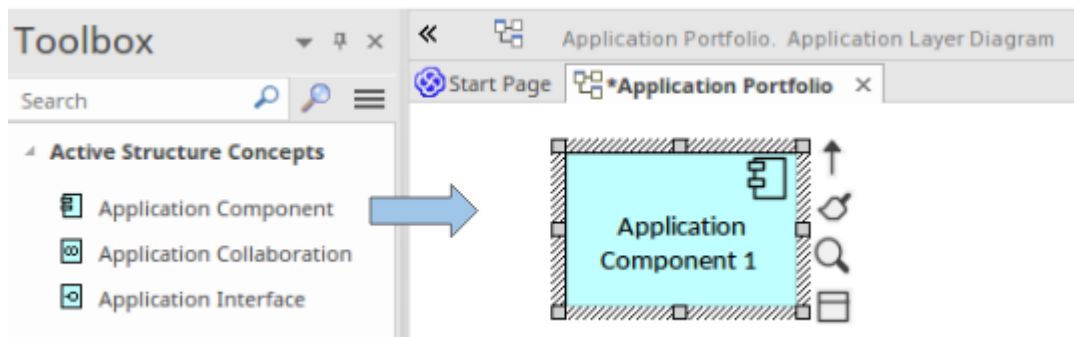 Toolbox
Search
Active Structure Concepts
Application Component
Application Collaboration
Application Interface
Application Portfolio. Application Layer Diagram
Start Page
*Application Portfolio
Application
Component 1